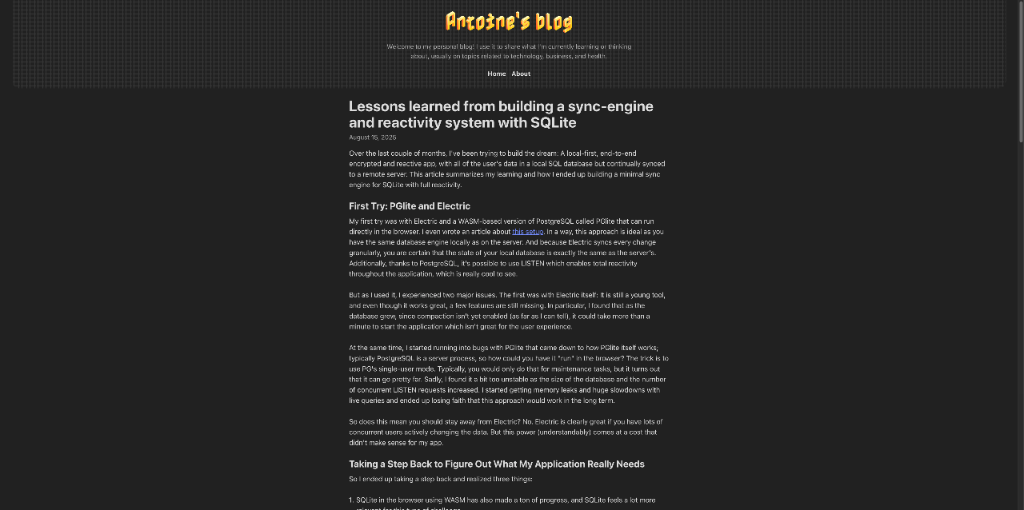 Antoine's blog
Welcome to my personal blog! I use it to share what I'm currently learning or thinking
about, usually on topics related to technology, business, and health.
Home About
Lessons learned from building a sync-engine
and reactivity system with SQLite
August 15, 2025
Over the last couple of months, I've been trying to build the dream: A local-first, end-to-end
encrypted and reactive app, with all of the user's data in a local SQL database but continually synced
to a remote server. This article summarizes my learning and how I ended up building a minimal sync
engine for SQLite with full reactivity.
First Try: PGlite and Electric
My first try was with Electric and a WASM-based version of PostgreSQL called PGlite that can run
directly in the browser. I even wrote an article about this setup. In a way, this approach is ideal as you
have the same database engine locally as on the server. And because Electric syncs every change
granularly, you are certain that the state of your local database is exactly the same as the server's.
Additionally, thanks to PostgreSQL, it's possible to use LISTEN which enables total reactivity
throughout the application, which is really cool to see.
But as I used it, I experienced two major issues. The first was with Electric itself: it is still a young tool,
and even though it works great, a few features are still missing. In particular, I found that as the
database grew, since compaction isn't yet enabled (as far as I can tell), it could take more than a
minute to start the application which isn't great for the user experience.
At the same time, I started running into bugs with PGlite that came down to how PGlite itself works;
typically PostgreSQL is a server process, so how could you have it "run" in the browser? The trick is to
use PG's single-user mode. Typically, you would only do that for maintenance tasks, but it turns out
that it can go pretty far. Sadly, I found it a bit too unstable as the size of the database and the number
of concurrent LISTEN requests increased. I started getting memory leaks and huge slowdowns with
live queries and ended up losing faith that this approach would work in the long term.
So does this mean you should stay away from Electric? No. Electric is clearly great if you have lots of
concurrent users actively changing the data. But this power (understandably) comes at a cost that
didn't make sense for my app.
Taking a Step Back to Figure Out What My Application Really Needs
So I ended up taking a step back and realized three things:
1. SQLite in the browser using WASM has also made a ton of progress, and SQLite feels a lot more